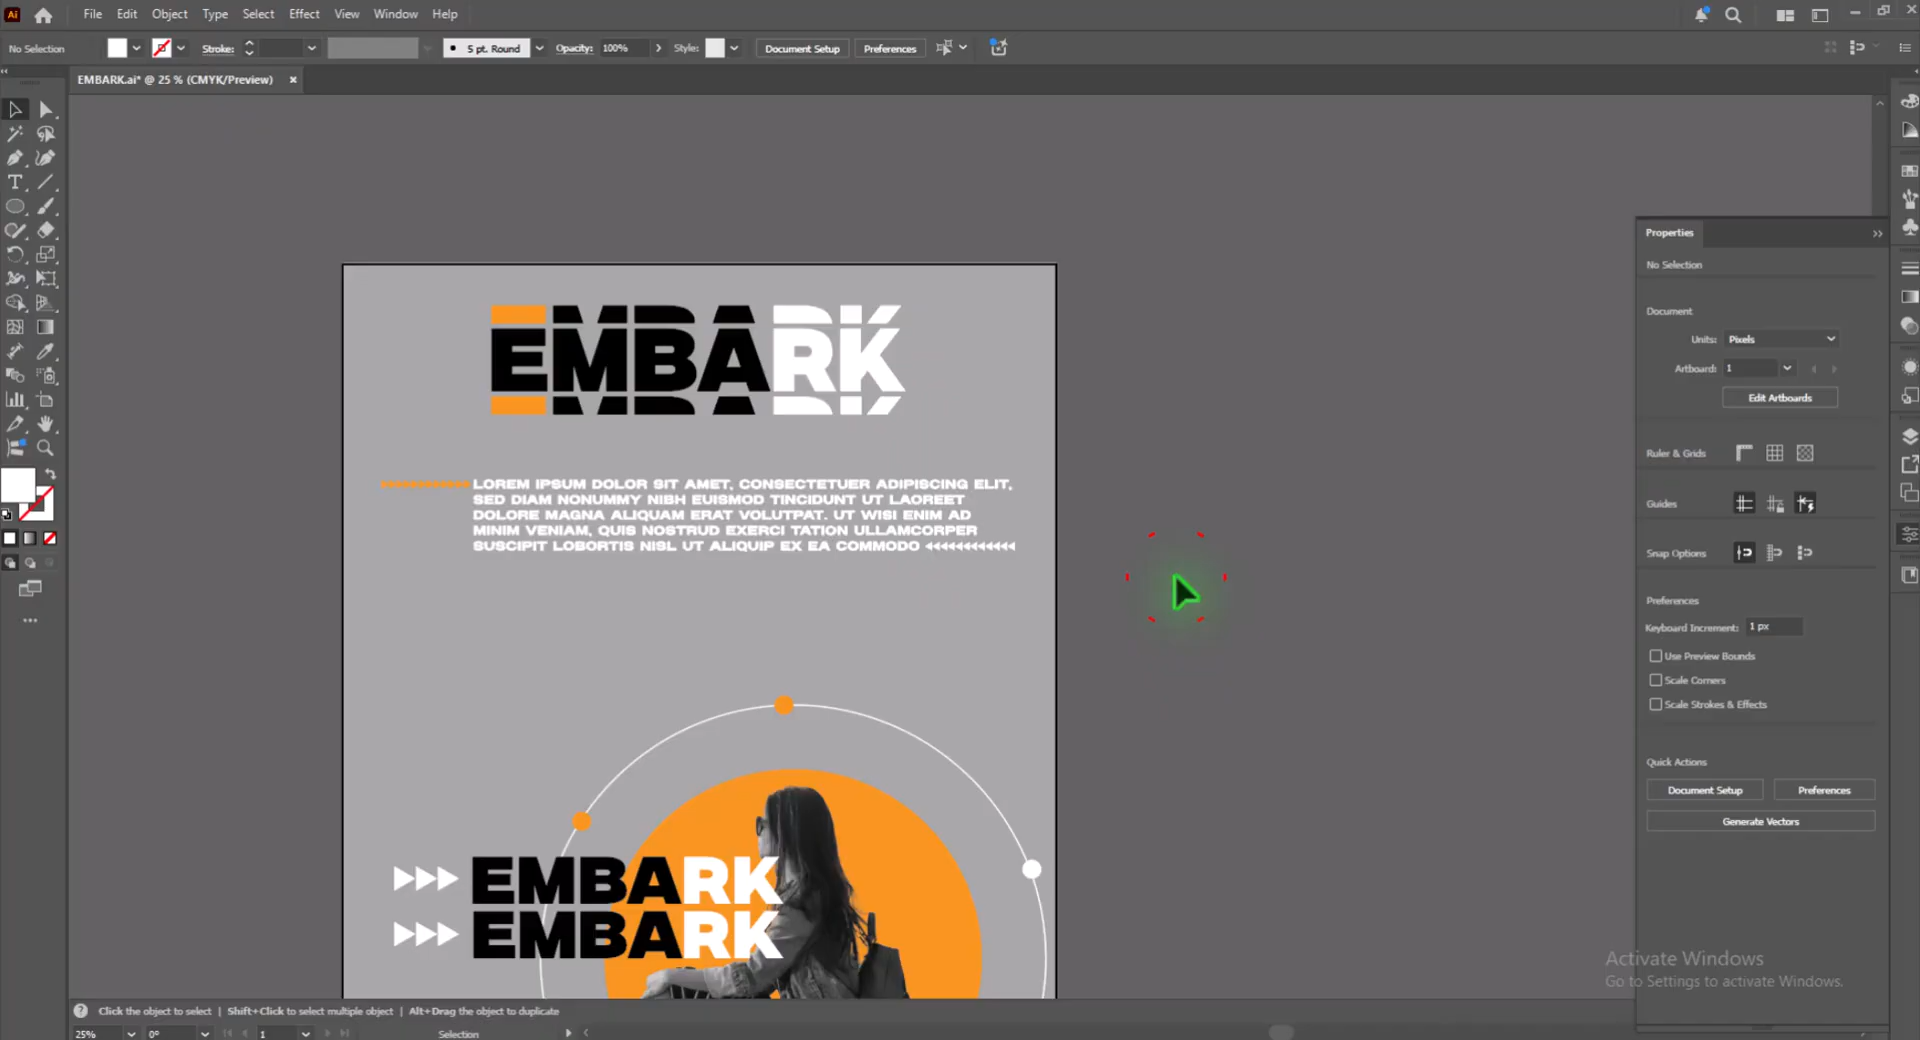 Ai File Edit Object Type Select Effect View Window Help
No Selection Stroke: 5 pt. Round Opacity: 100% Style: Document Setup Preferences
EMBARK.ai* @ 25 % (CMYK/Preview) ×
Properties
No Selection
Document
Units: Pixels
Artboard: 1
Edit Artboards
Ruler & Grids
Guides
Snap Options
Preferences
Keyboard Increment: 1 px
Use Preview Bounds
Scale Corners
Scale Strokes & Effects
Quick Actions
Document Setup Preferences
Generate Vectors
EMBARK
LOREM IPSUM DOLOR SIT AMET, CONSECTETUER ADIPISCING ELIT,
SED DIAM NONUMMY NIBH EUISMOD TINCIDUNT UT LAOREET
DOLORE MAGNA ALIQUAM ERAT VOLUTPAT. UT WISI ENIM AD
MINIM VENIAM, QUIS NOSTRUD EXERCI TATION ULLAMCORPER
SUSCIPIT LOBORTIS NISL UT ALIQUIP EX EA COMMODO
EMBARK
EMBARK
Activate Windows
Go to Settings to activate Windows.
Click the object to select | Shift+Click to select multiple object | Alt+Drag the object to duplicate
25% 0° 1 Selection